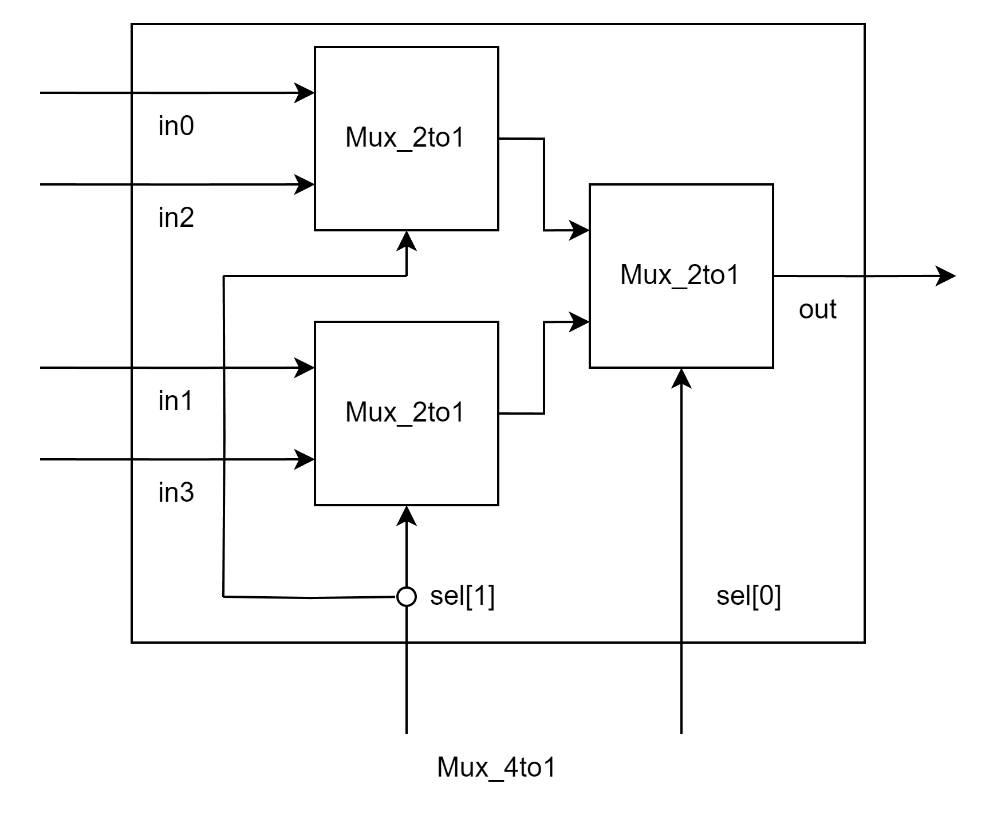 in0
Mux_2to1
in2
Mux_2to1
out
in1
Mux_2to1
in3
sel[1]
sel[0]
Mux_4to1